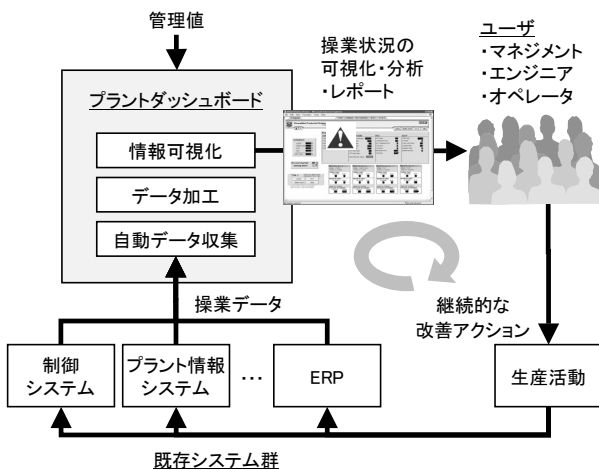 管理値
プラントダッシュボード
情報可視化
データ加工
自動データ収集
操業状況の
可視化・分析
・レポート
ユーザ
・マネジメント
・エンジニア
・オペレータ
操業データ
継続的な
改善アクション
制御
システム
プラント情報
システム
…
ERP
生産活動
既存システム群